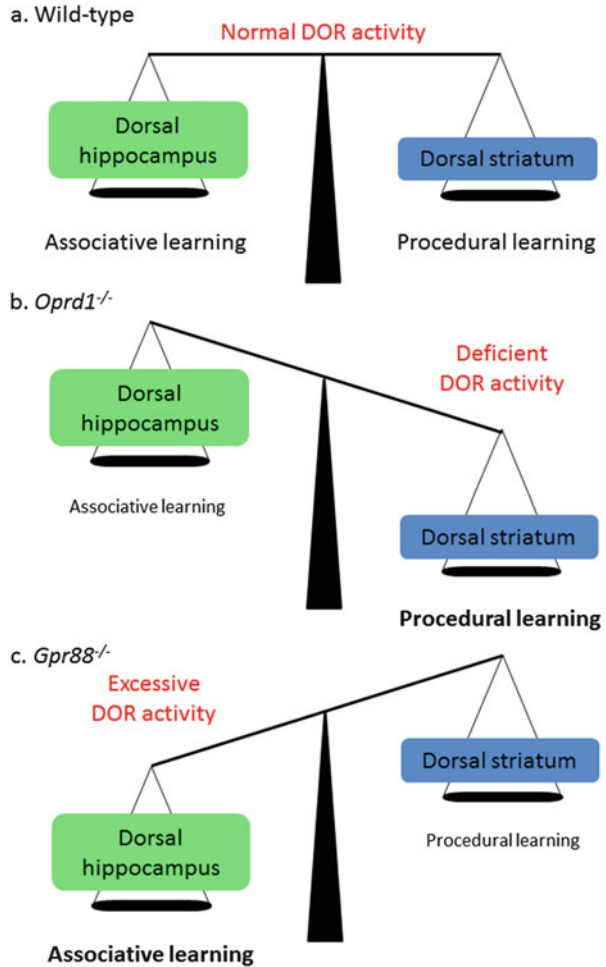 a. Wild-type
Normal DOR activity
Dorsal
hippocampus
Dorsal striatum
Associative learning
Procedural learning
b. Oprd1-/-
Deficient
DOR activity
Dorsal
hippocampus
Associative learning
Dorsal striatum
Procedural learning
c. Gpr88-/-
Excessive
DOR activity
Dorsal striatum
Procedural learning
Dorsal
hippocampus
Associative learning